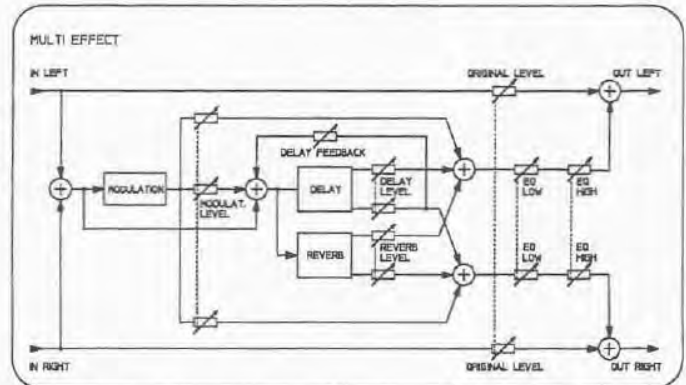 MULTI EFFECT
IN LEFT
ORIGINAL LEVEL
OUT LEFT
DELAY FEEDBACK
MODULATION
MODULAT.
LEVEL
DELAY
DELAY
LEVEL
EQ
LOW
EQ
HIGH
REVERB
REVERB
LEVEL
EQ
LOW
EQ
HIGH
IN RIGHT
ORIGINAL LEVEL
OUT RIGHT